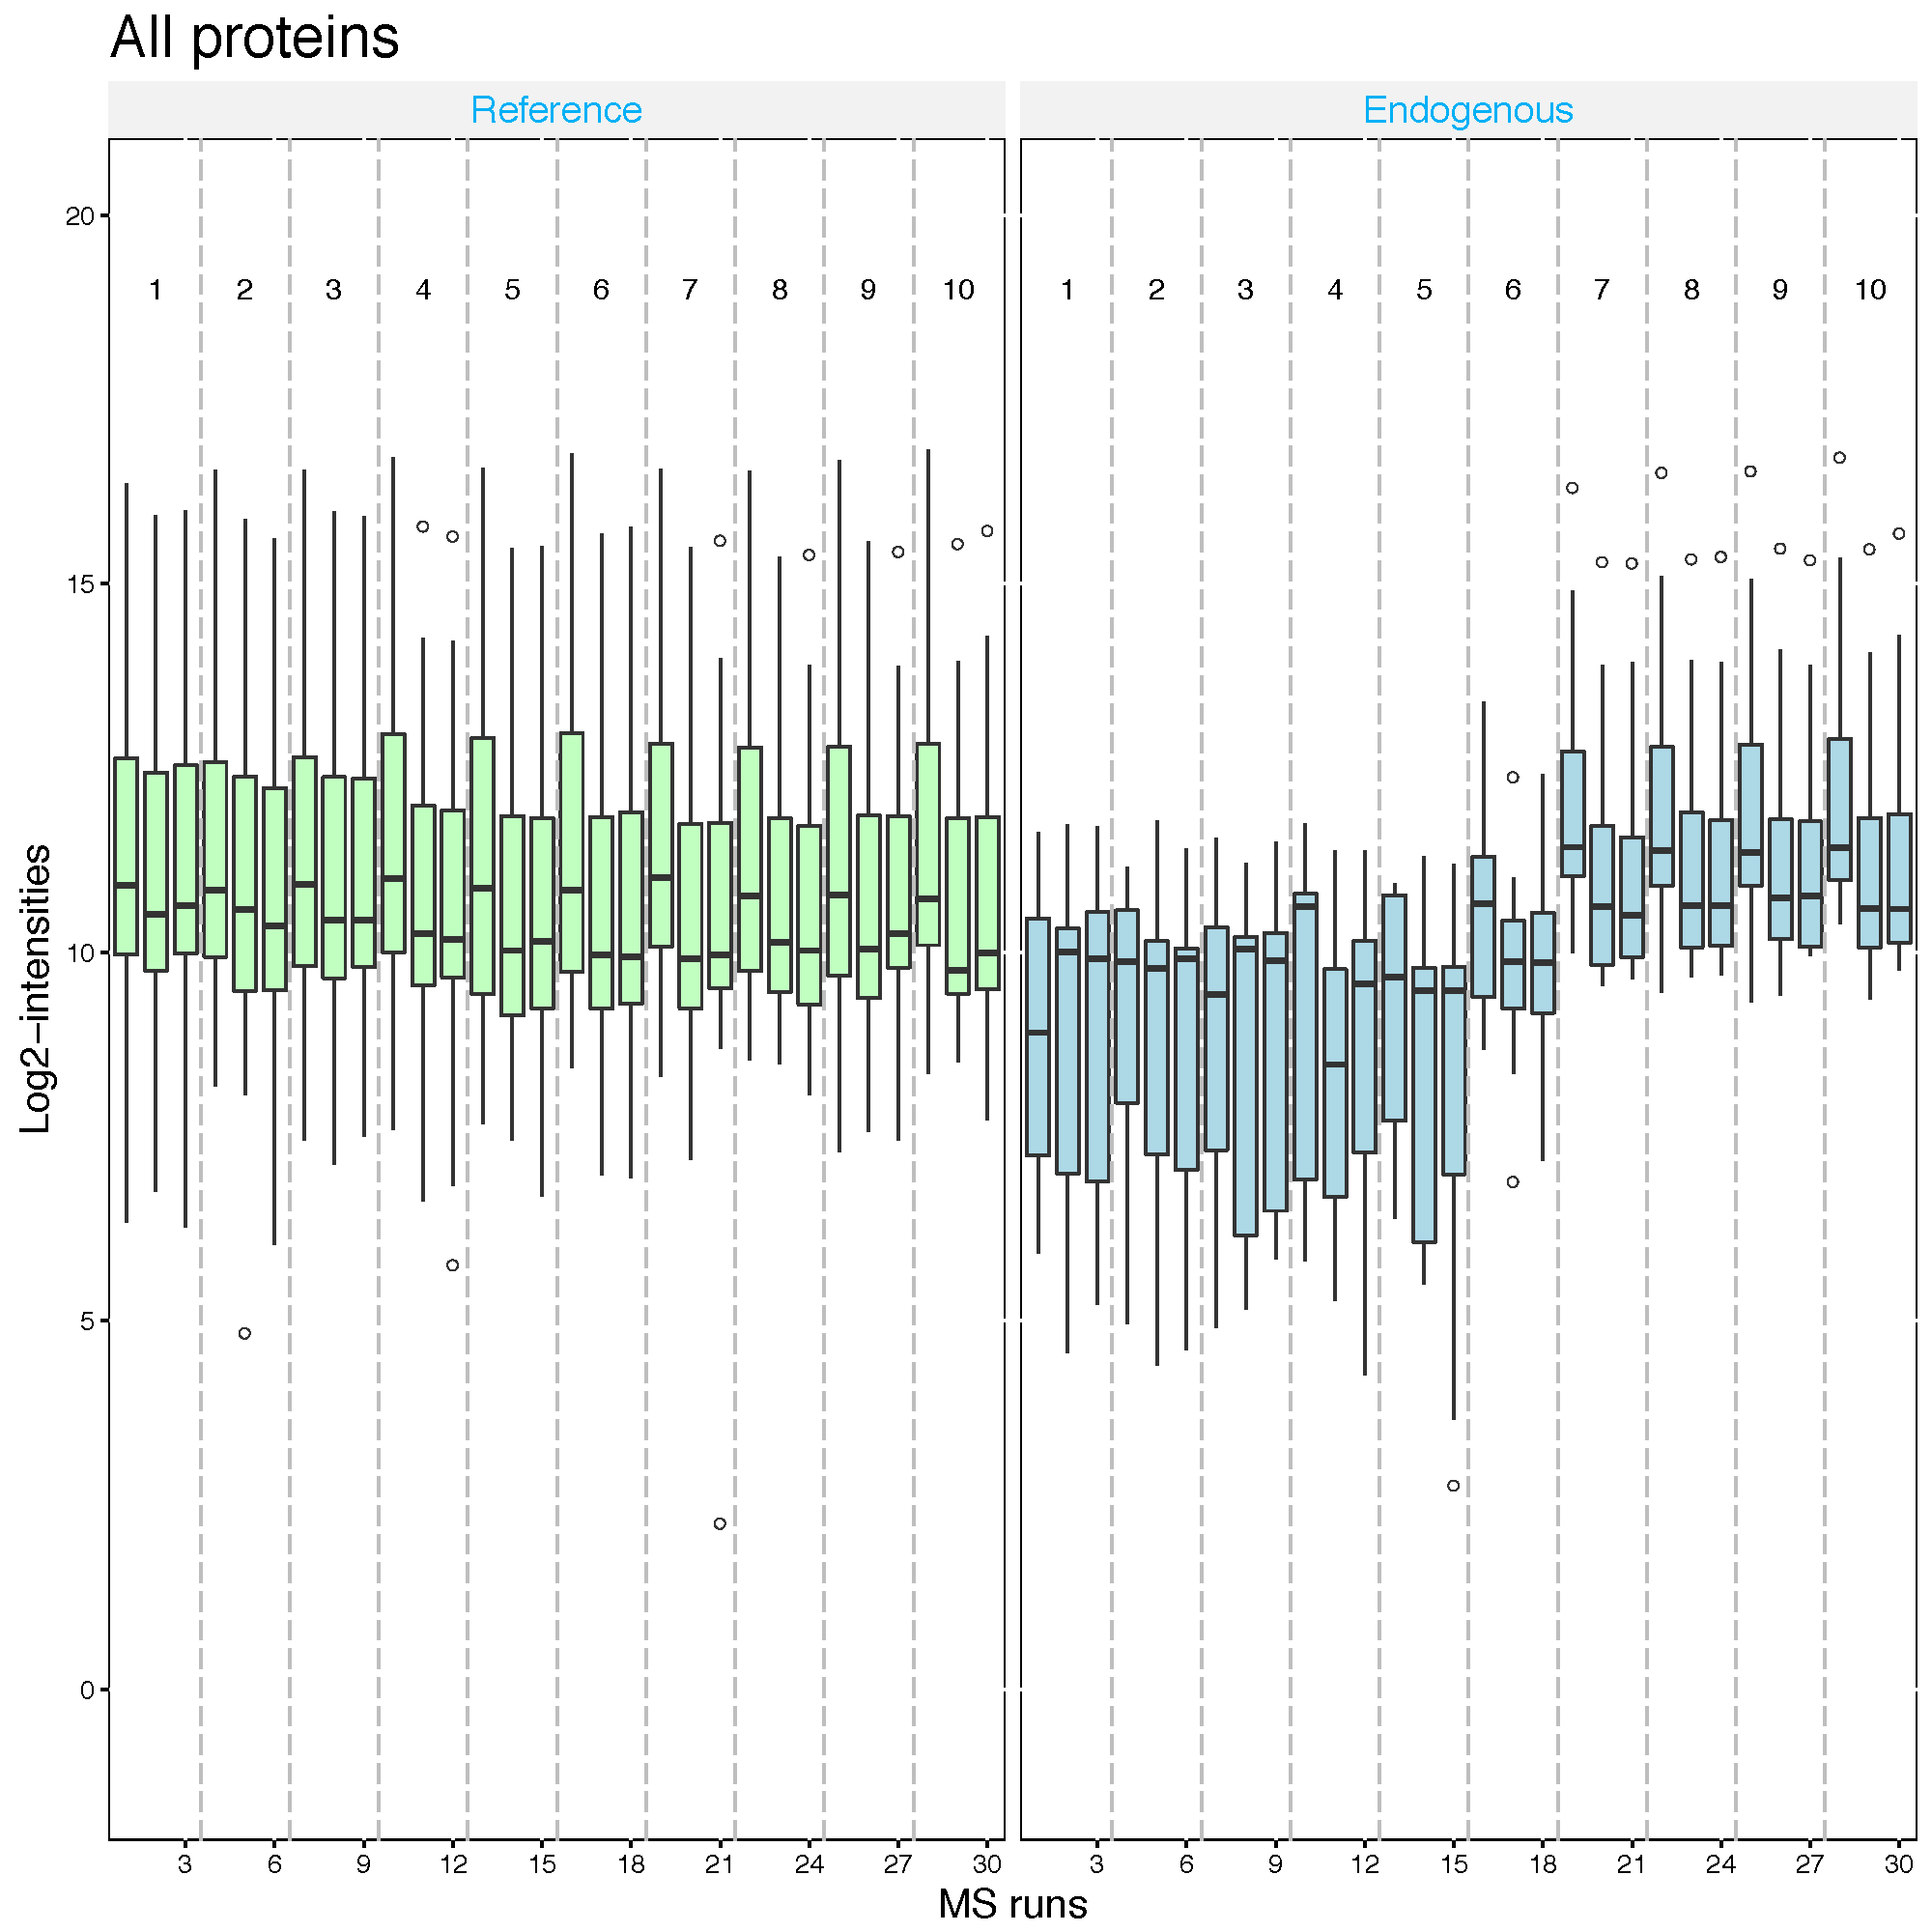 All proteins
Reference Endogenous
20
1 2 3 4 5 6 7 8 9 10 1 2 3 4 5 6 7 8 9 10
15
10
5
0
Log2-intensities
3 6 9 12 15 18 21 24 27 30 3 6 9 12 15 18 21 24 27 30
MS runs